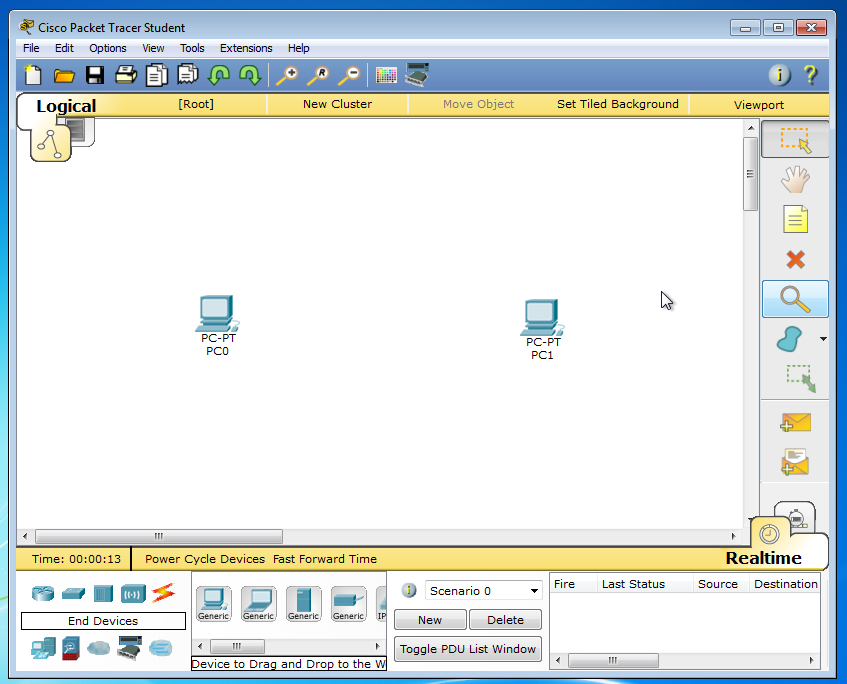 Cisco Packet Tracer Student
File Edit Options View Tools Extensions Help
Logical [Root] New Cluster Move Object Set Tiled Background Viewport
PC-PT
PC0
PC-PT
PC1
Time: 00:00:13 Power Cycle Devices Fast Forward Time
Realtime
End Devices
Generic Generic Generic Generic IP
Device to Drag and Drop to the W
Scenario 0
New Delete
Toggle PDU List Window
Fire Last Status Source Destination